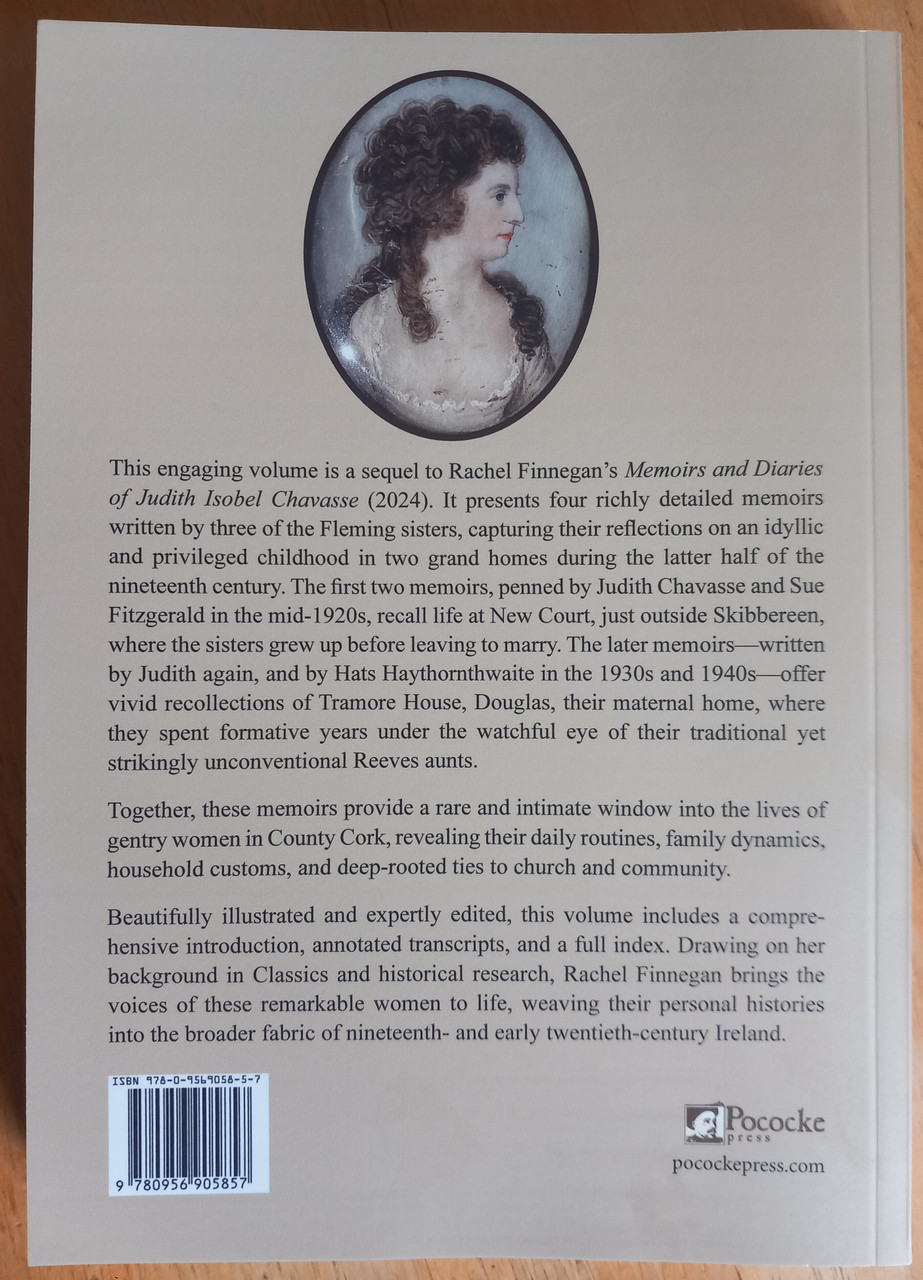 This engaging volume is a sequel to Rachel Finnegan’s Memoirs and Diaries
of Judith Isobel Chavasse (2024). It presents four richly detailed memoirs
written by three of the Fleming sisters, capturing their reflections on an idyllic
and privileged childhood in two grand homes during the latter half of the
nineteenth century. The first two memoirs, penned by Judith Chavasse and Sue
Fitzgerald in the mid-1920s, recall life at New Court, just outside Skibbereen,
where the sisters grew up before leaving to marry. The later memoirs—written
by Judith again, and by Hats Haythornthwaite in the 1930s and 1940s—offer
vivid recollections of Tramore House, Douglas, their maternal home, where
they spent formative years under the watchful eye of their traditional yet
strikingly unconventional Reeves aunts.
Together, these memoirs provide a rare and intimate window into the lives of
gentry women in County Cork, revealing their daily routines, family dynamics,
household customs, and deep-rooted ties to church and community.
Beautifully illustrated and expertly edited, this volume includes a compre-
hensive introduction, annotated transcripts, and a full index. Drawing on her
background in Classics and historical research, Rachel Finnegan brings the
voices of these remarkable women to life, weaving their personal histories
into the broader fabric of nineteenth- and early twentieth-century Ireland.
ISBN 978-0-9569058-5-7
9 780956 905857
Pococke
press
pocockepress.com